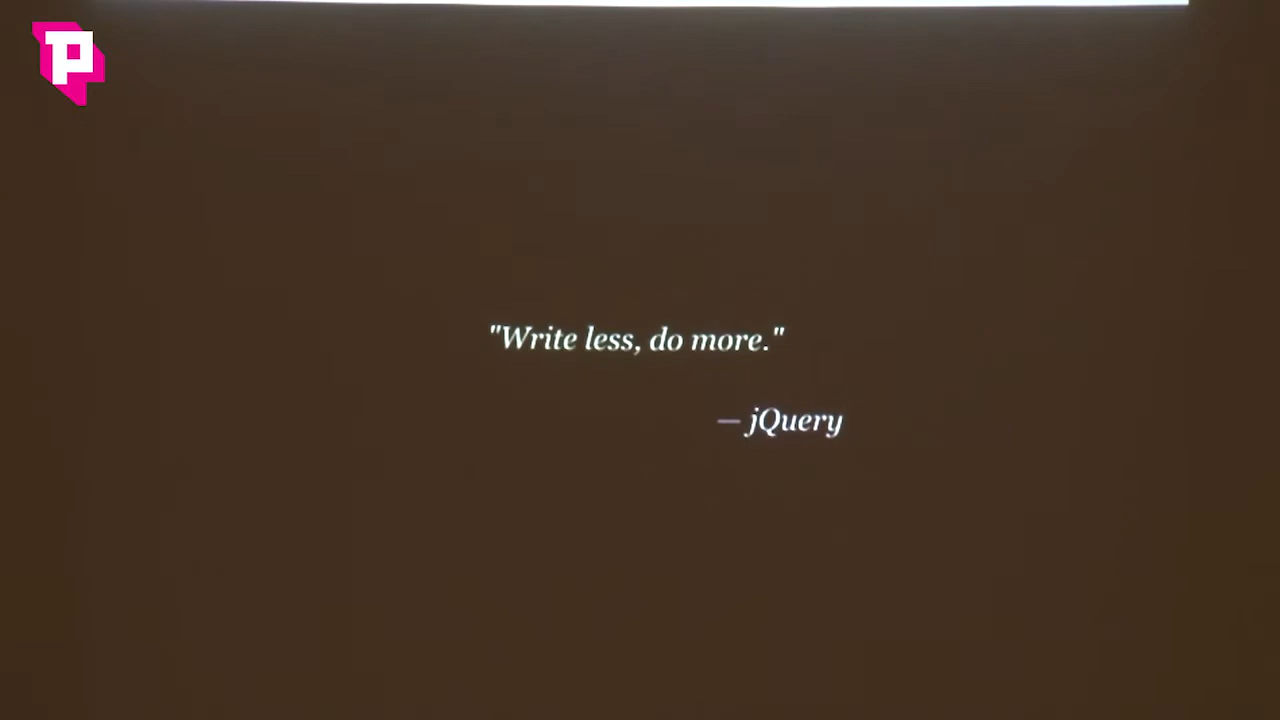 P
"Write less, do more."
— jQuery